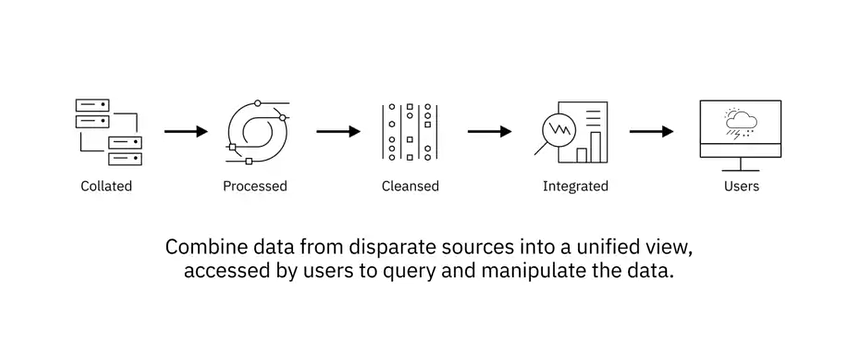 Collated
Processed
Cleansed
Integrated
Users
Combine data from disparate sources into a unified view,
accessed by users to query and manipulate the data.